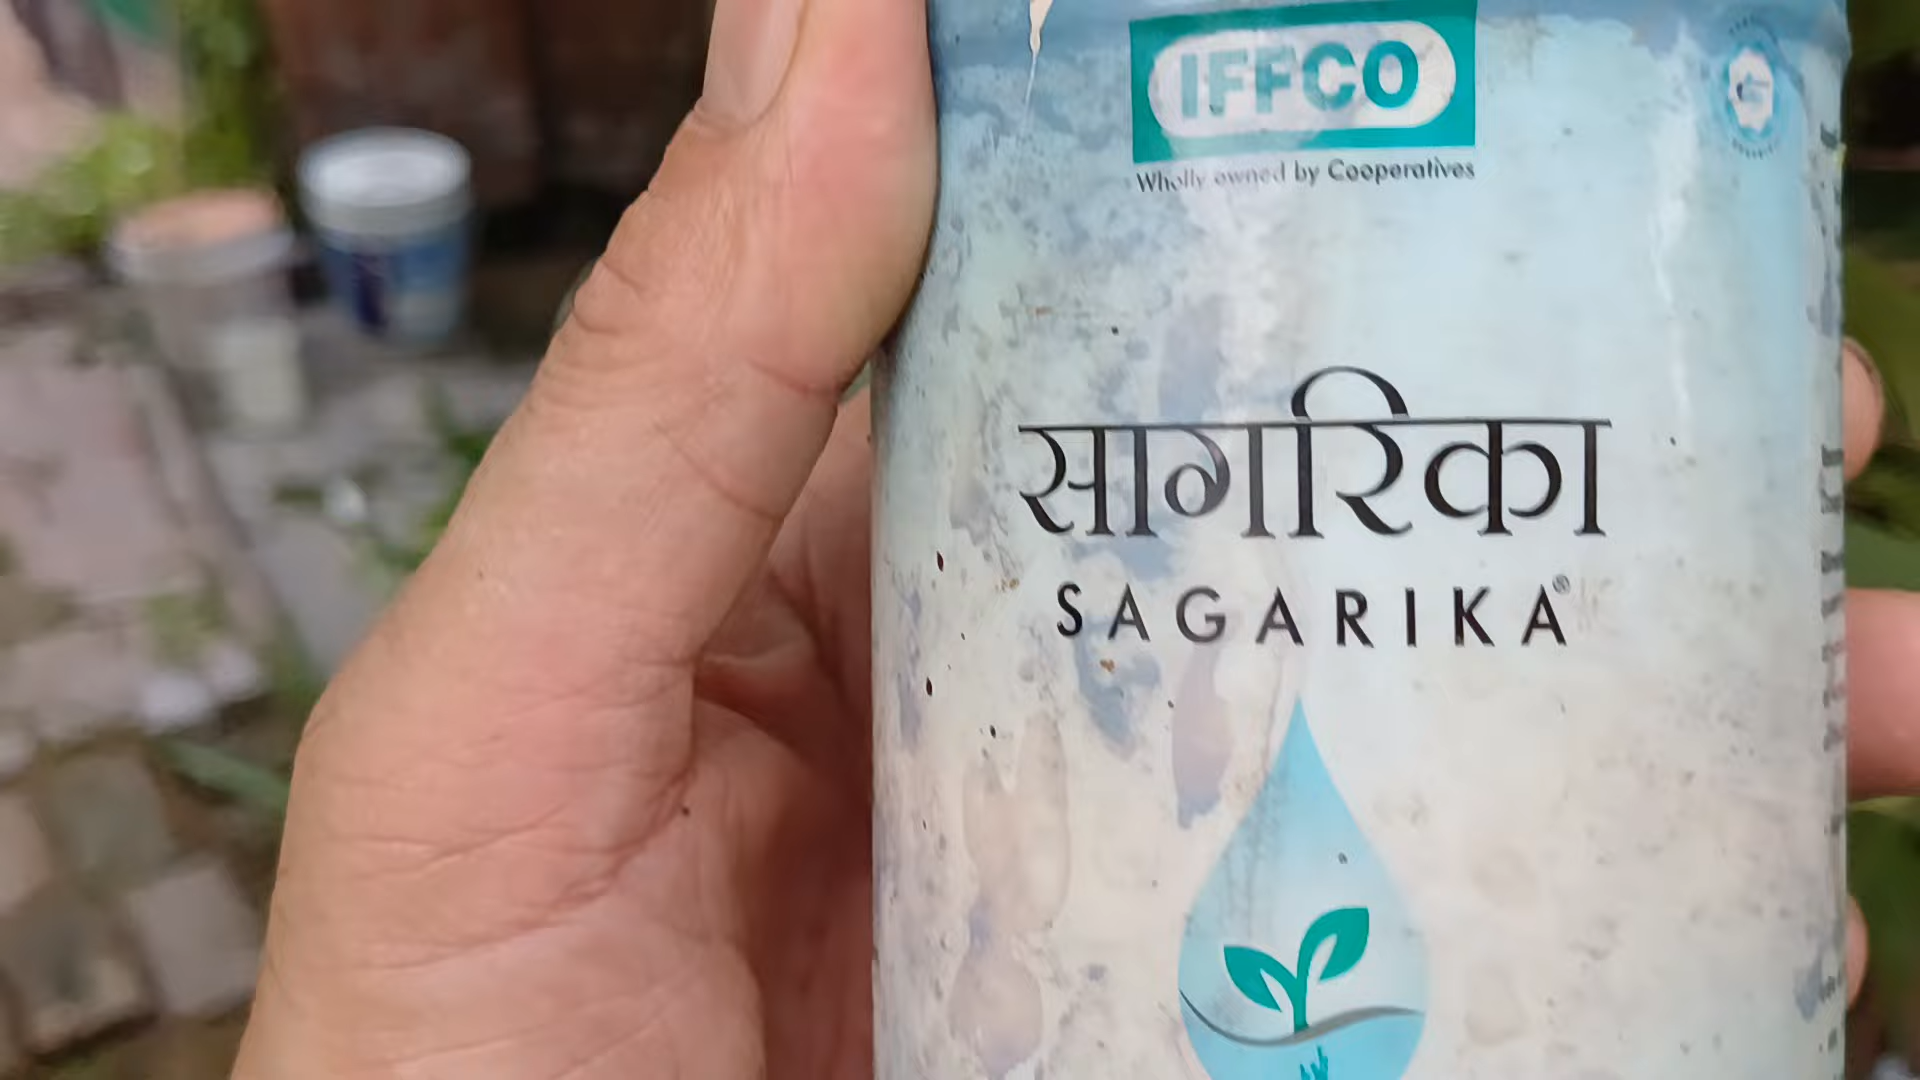 IFFCO
Wholly owned by Cooperatives
सागरिका
SAGARIKA®